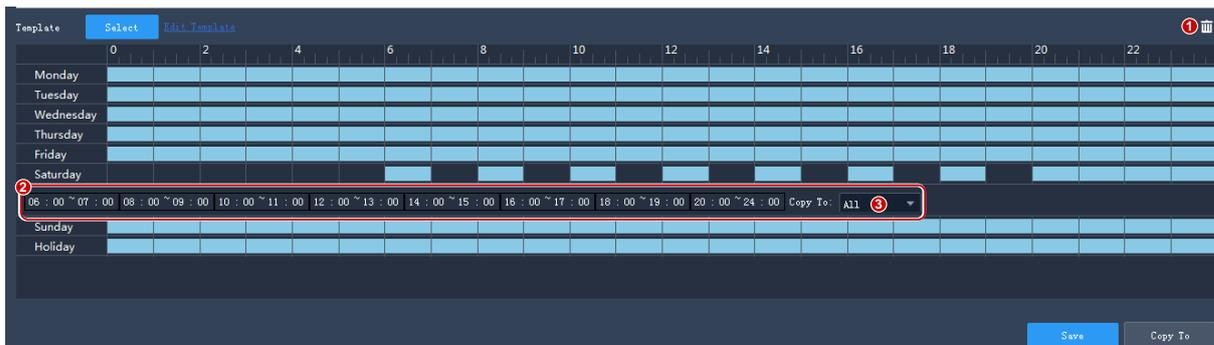 Template Select Edit Template 1
0 2 4 6 8 10 12 14 16 18 20 22
Monday
Tuesday
Wednesday
Thursday
Friday
Saturday
2
06 : 00 ~ 07 : 00 08 : 00 ~ 09 : 00 10 : 00 ~ 11 : 00 12 : 00 ~ 13 : 00 14 : 00 ~ 15 : 00 16 : 00 ~ 17 : 00 18 : 00 ~ 19 : 00 20 : 00 ~ 24 : 00 Copy To: All 3
Sunday
Holiday
Save Copy To